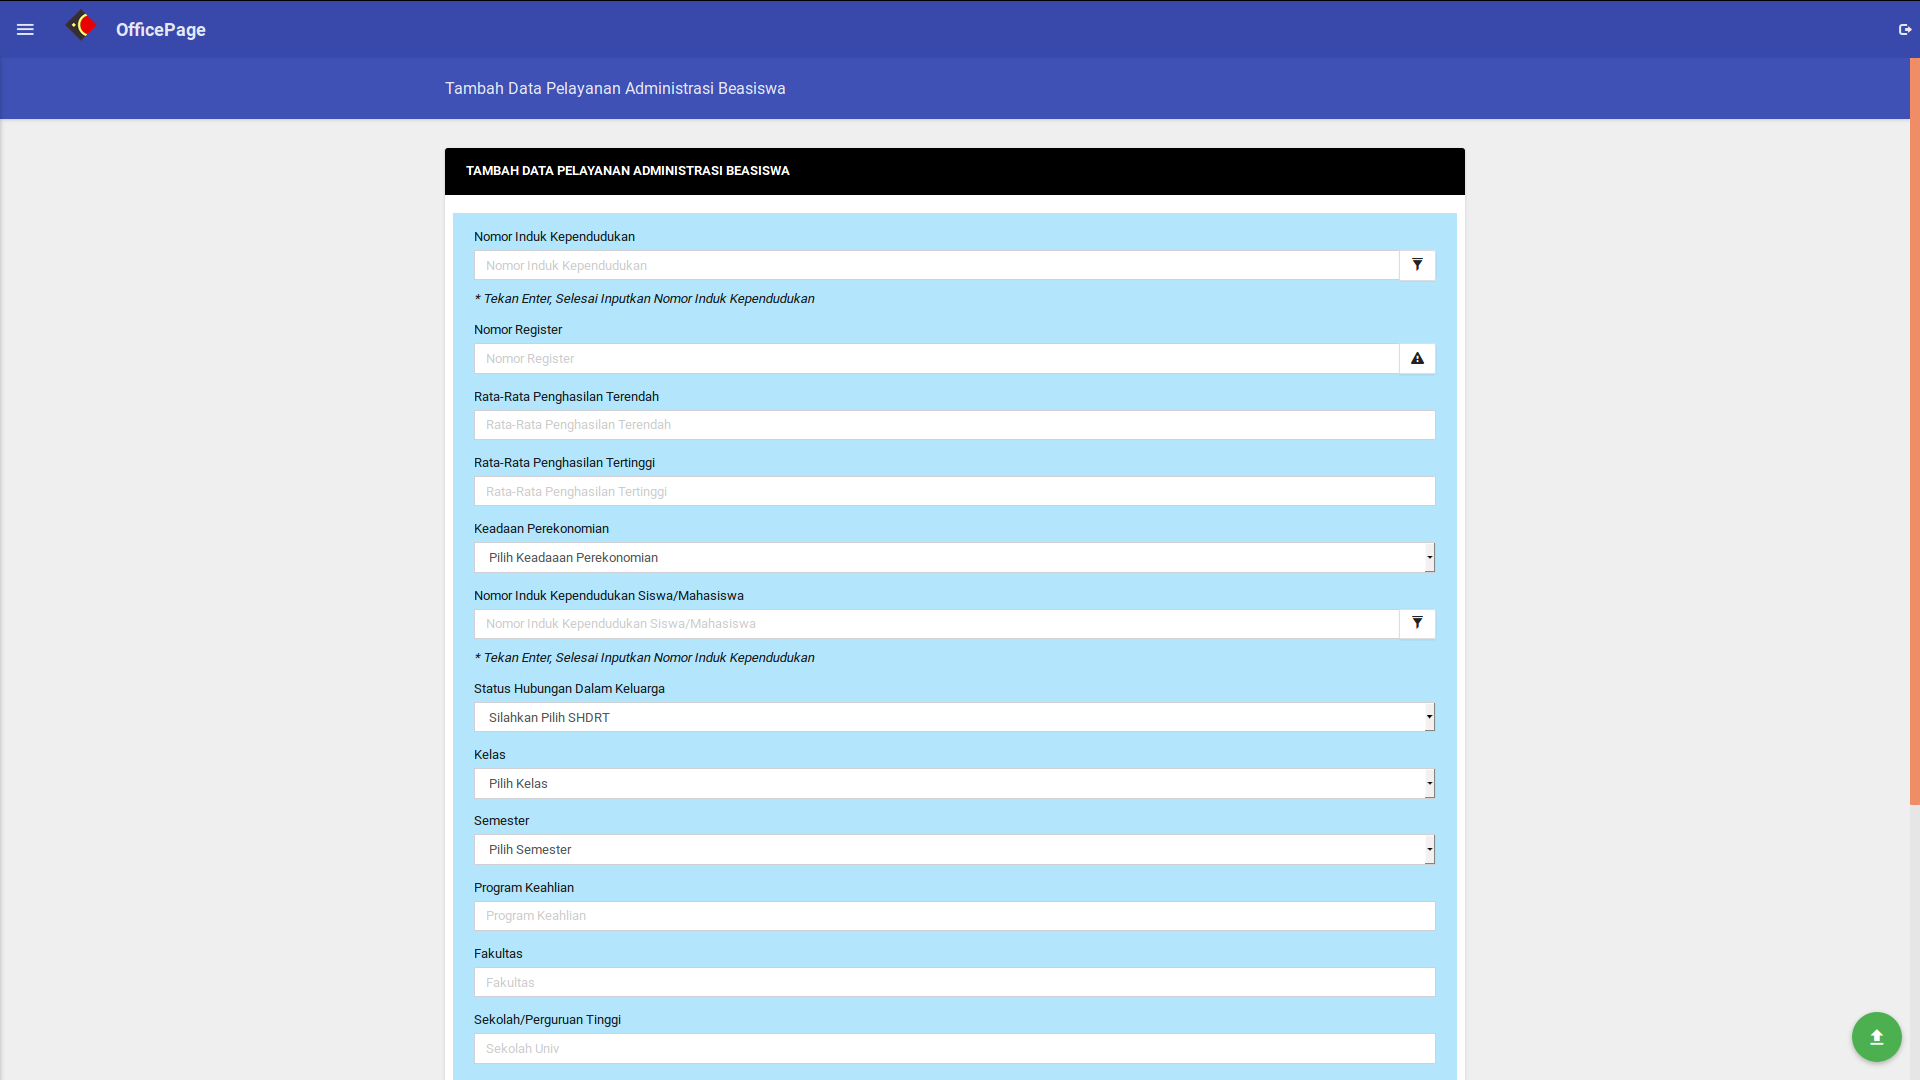 OfficePage
Tambah Data Pelayanan Administrasi Beasiswa
TAMBAH DATA PELAYANAN ADMINISTRASI BEASISWA
Nomor Induk Kependudukan
Nomor Induk Kependudukan
* Tekan Enter, Selesai Inputkan Nomor Induk Kependudukan
Nomor Register
Nomor Register
Rata-Rata Penghasilan Terendah
Rata-Rata Penghasilan Terendah
Rata-Rata Penghasilan Tertinggi
Rata-Rata Penghasilan Tertinggi
Keadaan Perekonomian
Pilih Keadaaan Perekonomian
Nomor Induk Kependudukan Siswa/Mahasiswa
Nomor Induk Kependudukan Siswa/Mahasiswa
* Tekan Enter, Selesai Inputkan Nomor Induk Kependudukan
Status Hubungan Dalam Keluarga
Silahkan Pilih SHDRT
Kelas
Pilih Kelas
Semester
Pilih Semester
Program Keahlian
Program Keahlian
Fakultas
Fakultas
Sekolah/Perguruan Tinggi
Sekolah Univ